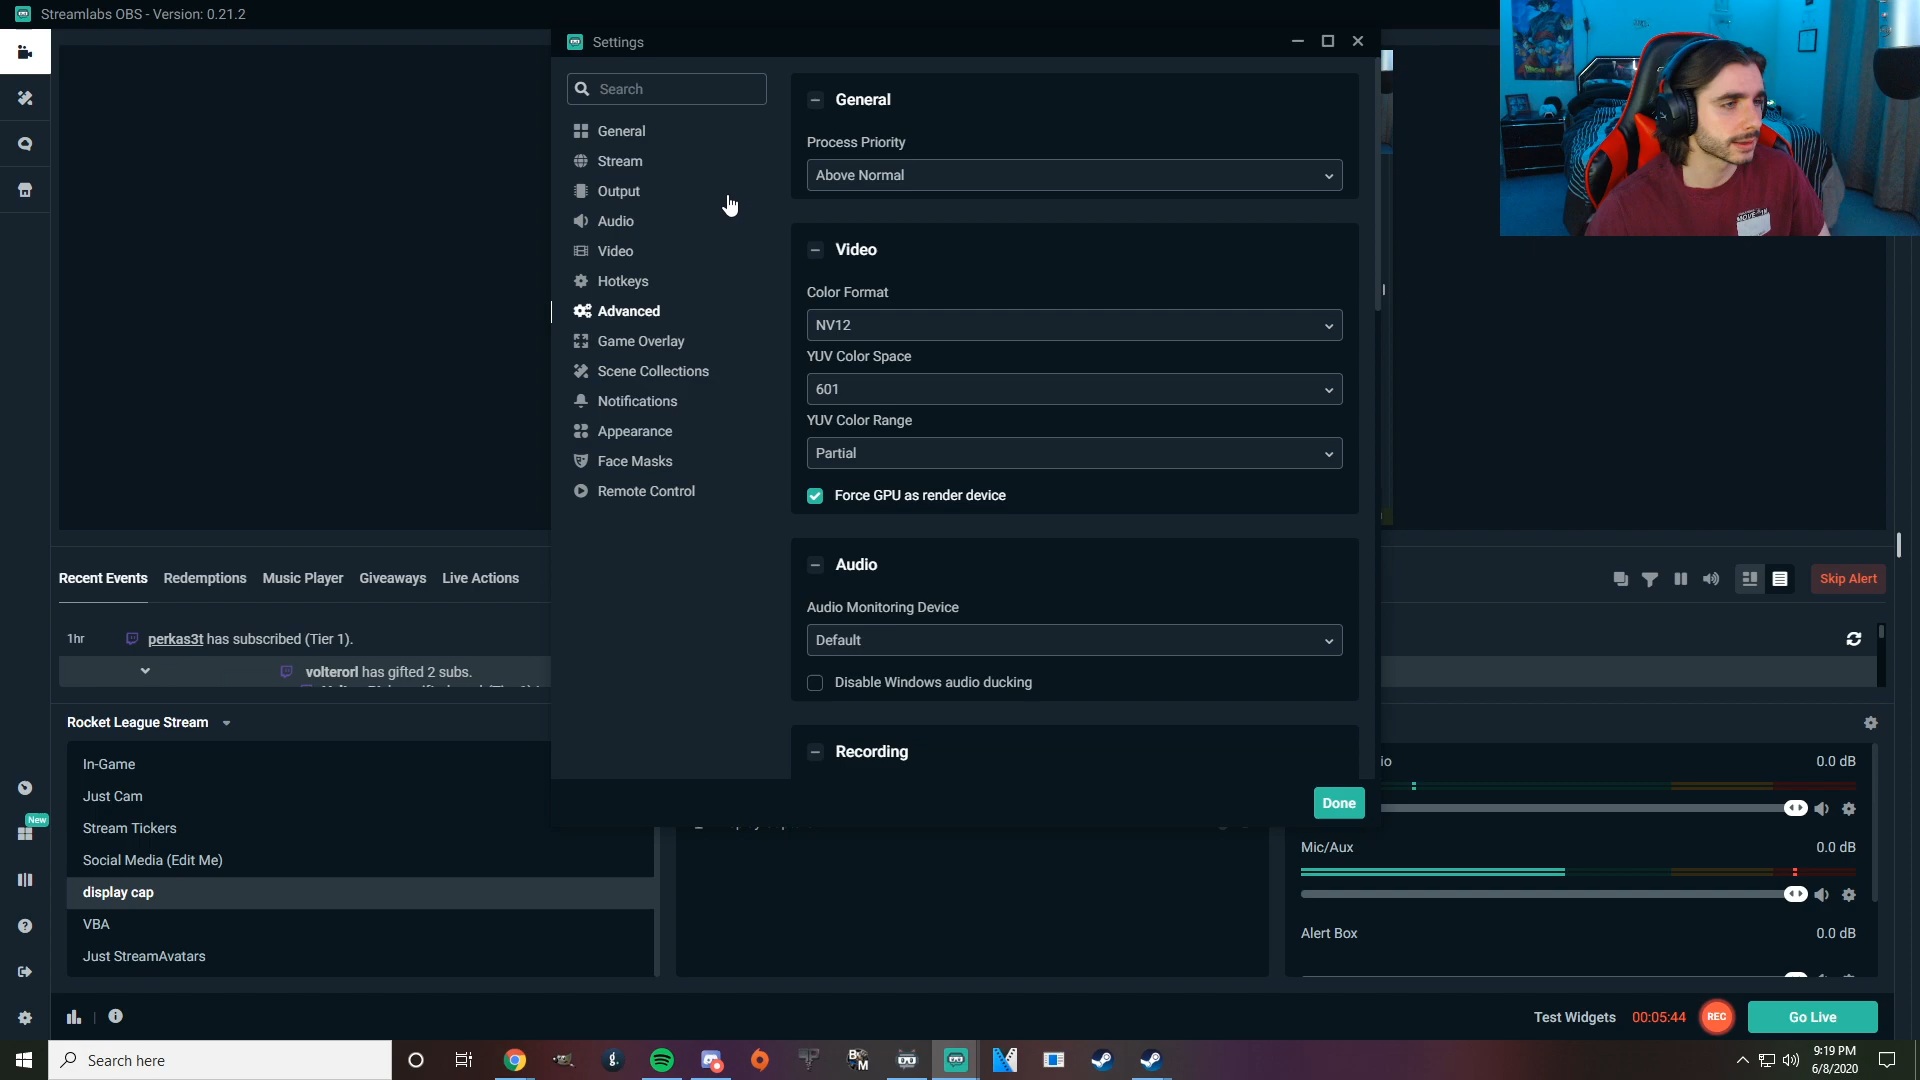 Streamlabs OBS - Version: 0.21.2
Settings
Search
General
Stream
Output
Audio
Video
Hotkeys
Advanced
Game Overlay
Scene Collections
Notifications
Appearance
Face Masks
Remote Control
General
Process Priority
Above Normal
Video
Color Format
NV12
YUV Color Space
601
YUV Color Range
Partial
Force GPU as render device
Audio
Audio Monitoring Device
Default
Disable Windows audio ducking
Recording
Done
Recent Events Redemptions Music Player Giveaways Live Actions
Skip Alert
1hr perkas3t has subscribed (Tier 1).
volterorl has gifted 2 subs.
Rocket League Stream
In-Game
Just Cam
Stream Tickers
Social Media (Edit Me)
display cap
VBA
Just StreamAvatars
io 0.0 dB
Mic/Aux 0.0 dB
Alert Box 0.0 dB
New
Test Widgets 00:05:44 REC Go Live
Search here
9:19 PM
6/8/2020